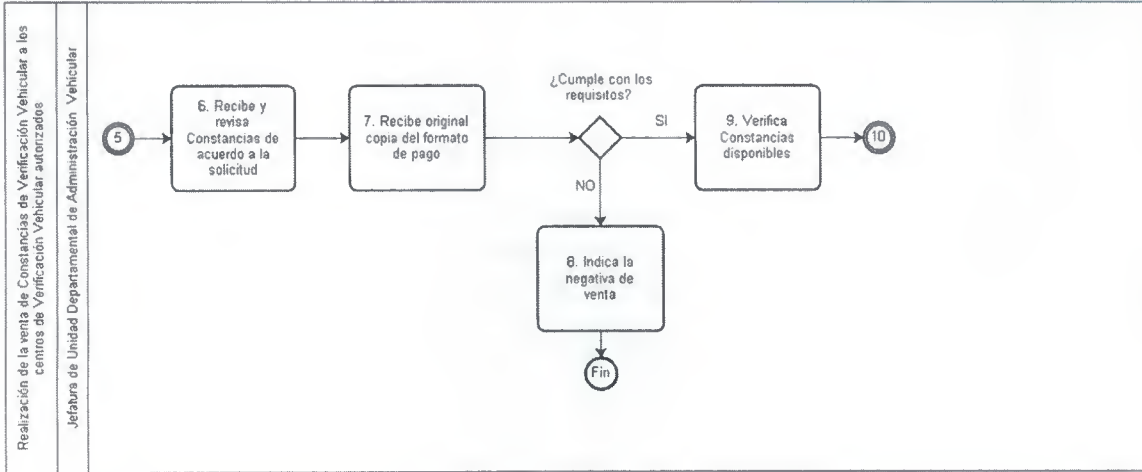 Realización de la venta de Constancias de Verificación Vehicular a los
centros de Verificación Vehicular autorizados
Jefatura de Unidad Departamental de Administración Vehicular
5
6. Recibe y
revisa
Constancias de
acuerdo a la
solicitud
7. Recibe original
copia del formato
de pago
¿Cumple con los
requisitos?
SI
NO
9. Verifica
Constancias
disponibles
10
8. Indica la
negativa de
venta
Fin